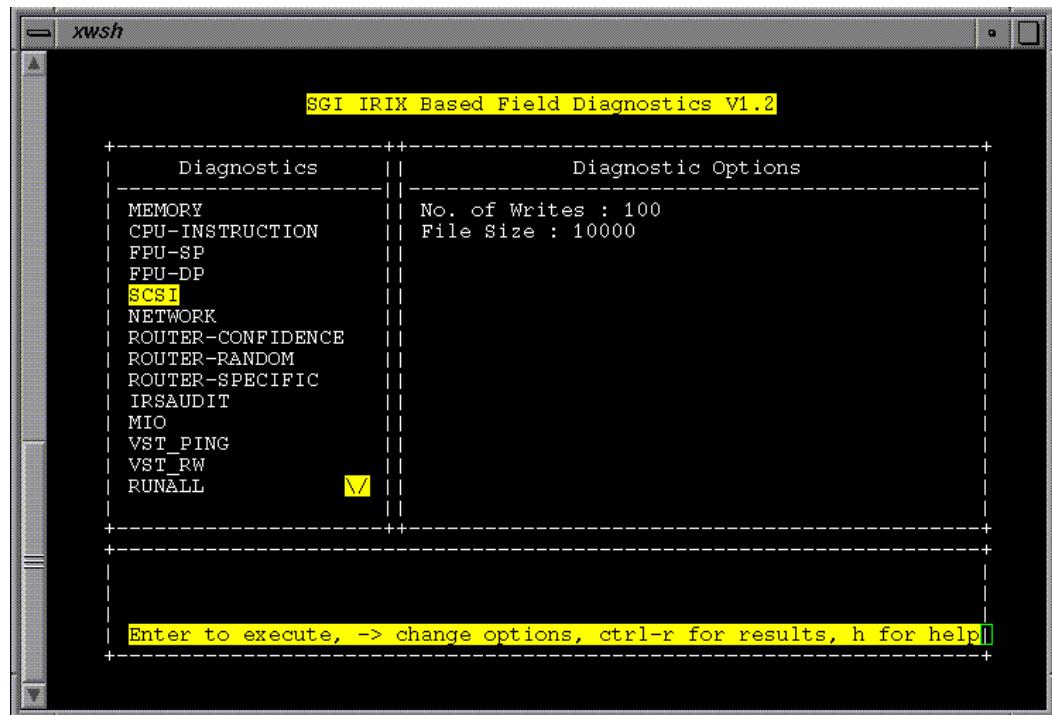 xwsh
SGI IRIX Based Field Diagnostics V1.2
Diagnostics
MEMORY
CPU-INSTRUCTION
FPU-SP
FPU-DP
SCSI
NETWORK
ROUTER-CONFIDENCE
ROUTER-RANDOM
ROUTER-SPECIFIC
IRSAUDIT
MIO
VST_PING
VST_RW
RUNALL \/
Diagnostic Options
No. of Writes : 100
File Size : 10000
Enter to execute, -> change options, ctrl-r for results, h for help